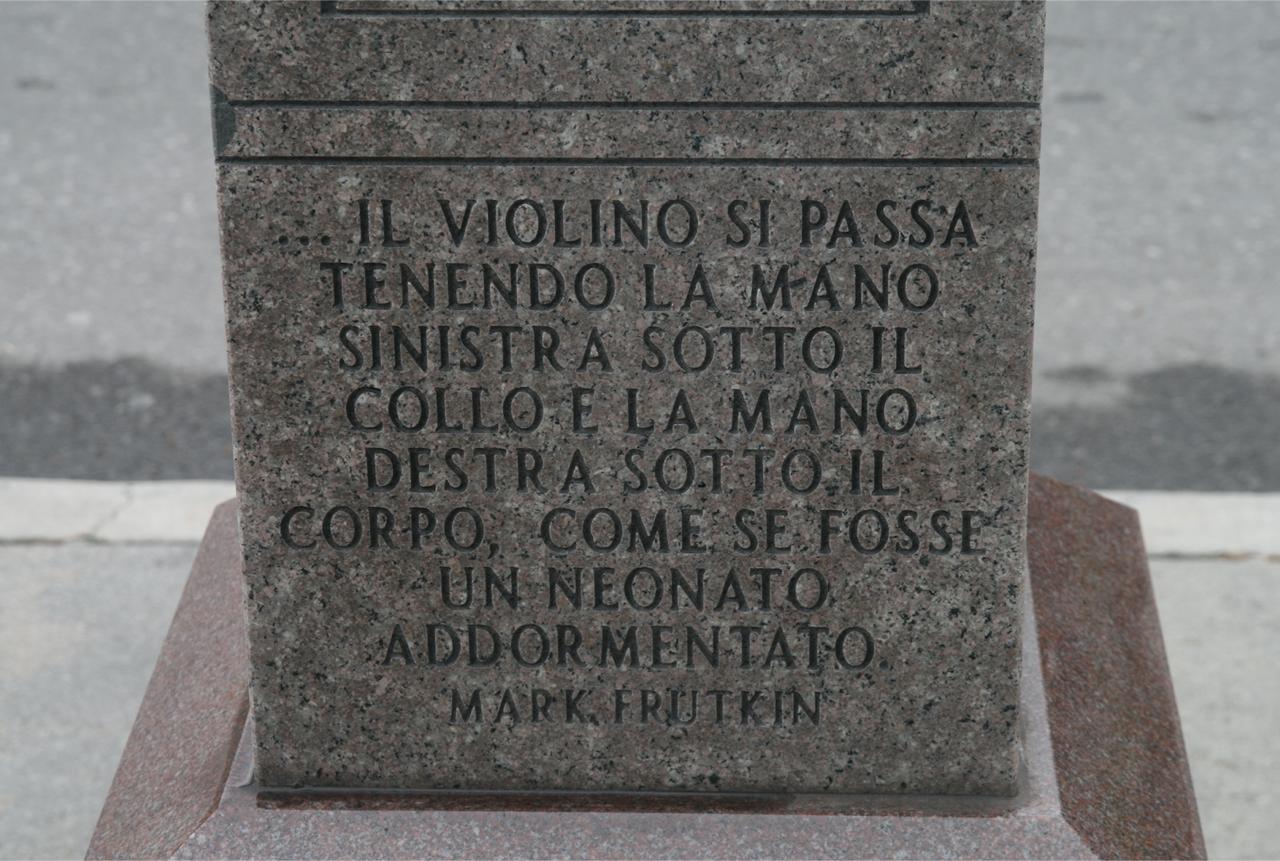 ... IL VIOLINO SI PASSA
TENENDO LA MANO
SINISTRA SOTTO IL
COLLO E LA MANO
DESTRA SOTTO IL
CORPO, COME SE FOSSE
UN NEONATO
ADDORMENTATO.
MARK FRUTKIN